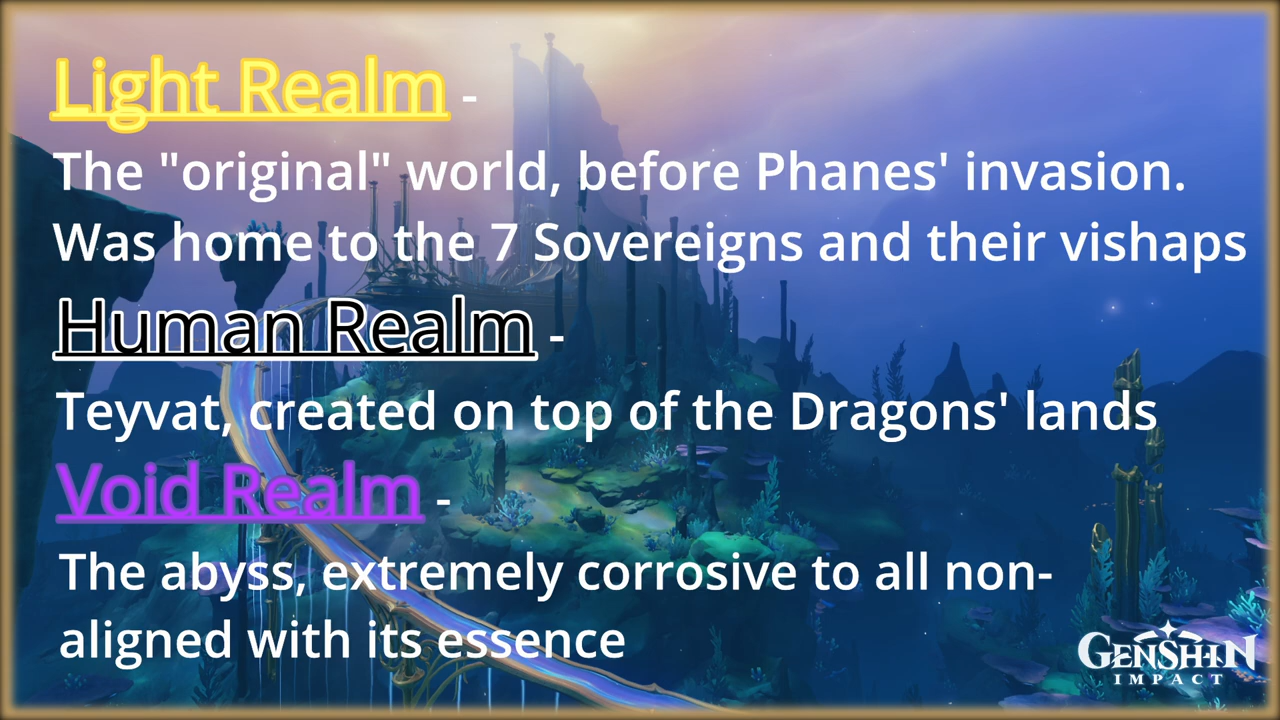 Light Realm -
The "original" world, before Phanes' invasion.
Was home to the 7 Sovereigns and their vishaps
Human Realm -
Teyvat, created on top of the Dragons' lands
Void Realm -
The abyss, extremely corrosive to all non-
aligned with its essence
GENSHIN
IMPACT